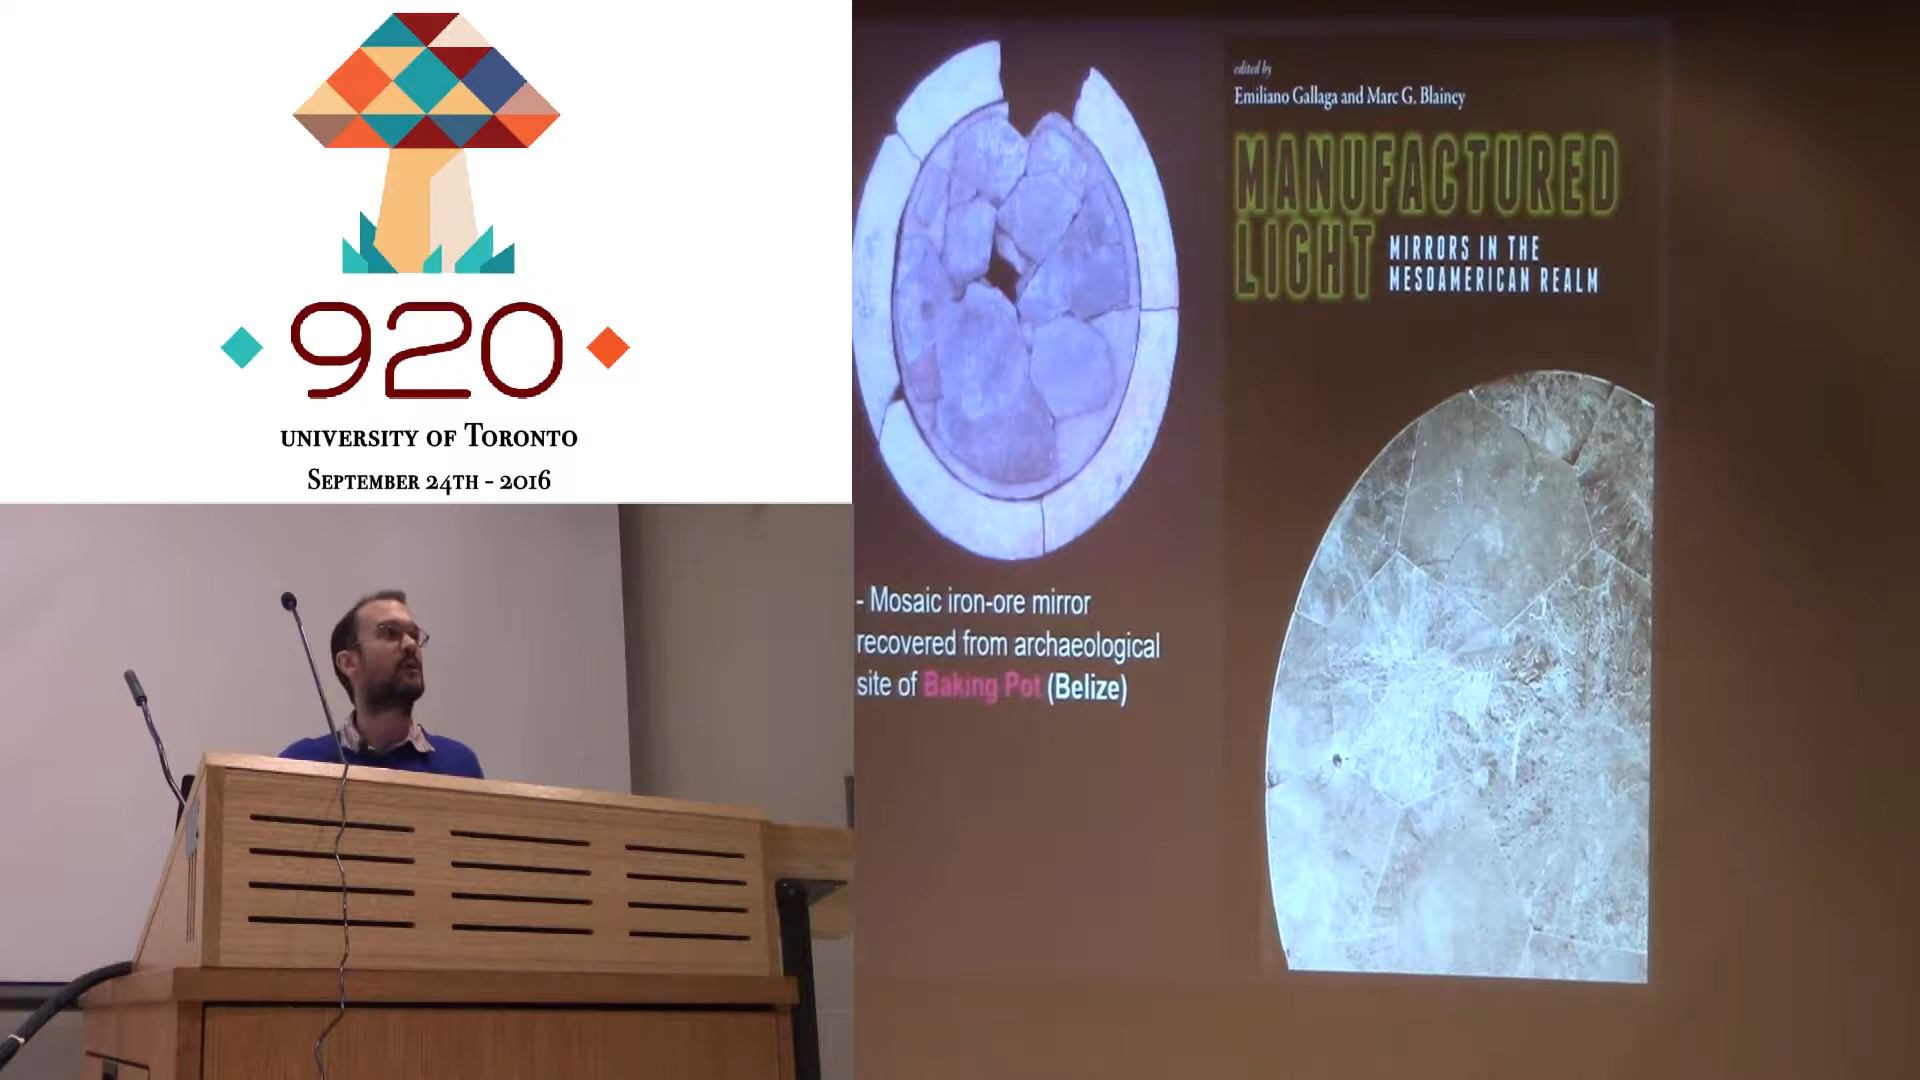 920
UNIVERSITY OF TORONTO
SEPTEMBER 24TH - 2016
- Mosaic iron-ore mirror
recovered from archaeological
site of Baking Pot (Belize)
edited by
Emiliano Gallaga and Marc G. Blainey
MANUFACTURED
LIGHT
MIRRORS IN THE
MESOAMERICAN REALM